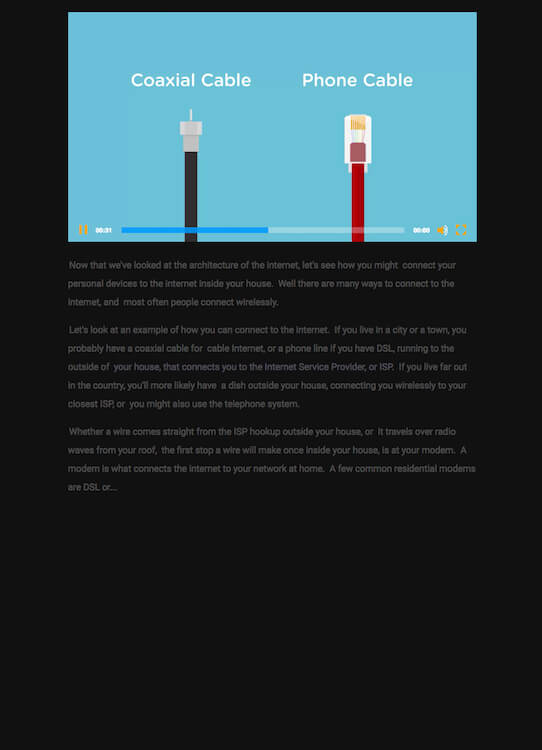 Coaxial Cable Phone Cable
00:31 00:00
Now that we've looked at the architecture of the internet, let's see how you might connect your
personal devices to the internet inside your house. Well there are many ways to connect to the
internet, and most often people connect wirelessly.
Let's look at an example of how you can connect to the internet. If you live in a city or a town, you
probably have a coaxial cable for cable Internet, or a phone line if you have DSL, running to the
outside of your house, that connects you to the Internet Service Provider, or ISP. If you live far out
in the country, you'll more likely have a dish outside your house, connecting you wirelessly to your
closest ISP, or you might also use the telephone system.
Whether a wire comes straight from the ISP hookup outside your house, or it travels over radio
waves from your roof, the first stop a wire will make once inside your house, is at your modem. A
modem is what connects the internet to your network at home. A few common residential modems
are DSL or...